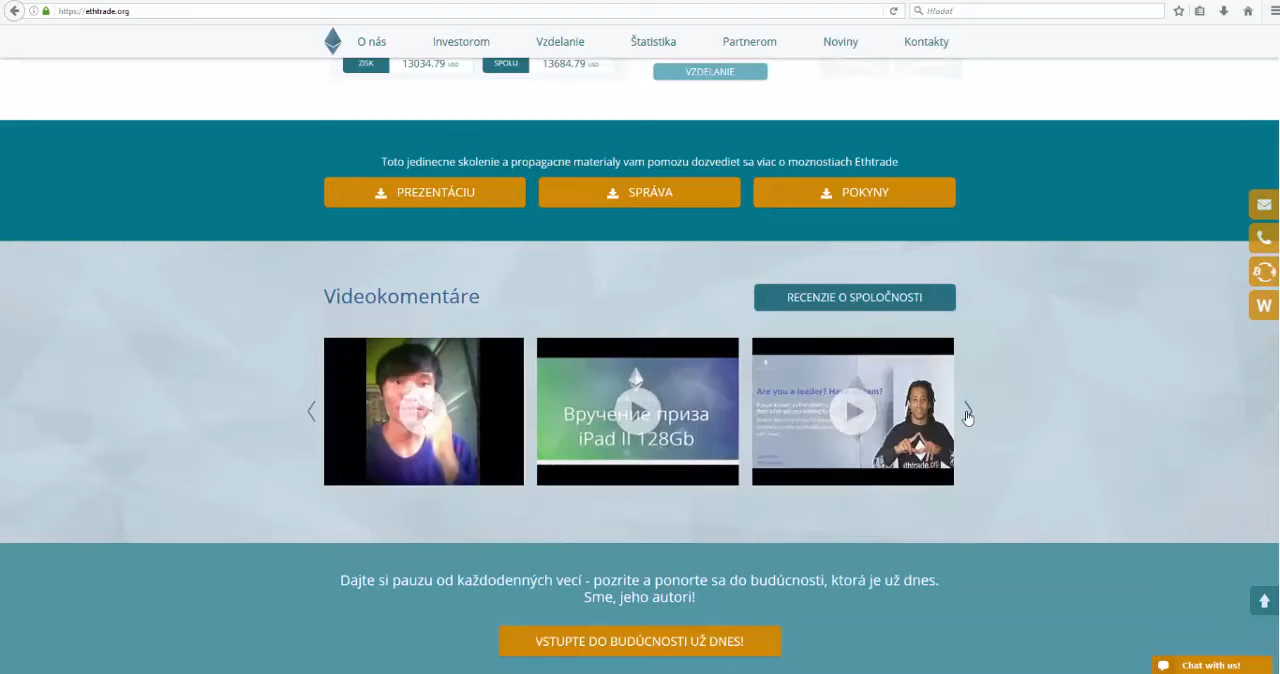 https://ethtrade.org
Hľadať
O nás
Investorom
Vzdelanie
Štatistika
Partnerom
Noviny
Kontakty
ZISK
13034.79 USD
SPOLU
13684.79 USD
VZDELANIE
Toto jedinecne skolenie a propagacne materialy vam pomozu dozvediet sa viac o moznostiach Ethtrade
PREZENTÁCIU
SPRÁVA
POKYNY
W
Videokomentáre
RECENZIE O SPOLOČNOSTI
Вручение приза
iPad II 128Gb
Are you a leader?
ethtrade.org
Dajte si pauzu od každodenných vecí - pozrite a ponorte sa do budúcnosti, ktorá je už dnes.
Sme, jeho autori!
VSTUPTE DO BUDÚCNOSTI UŽ DNES!
Chat with us!